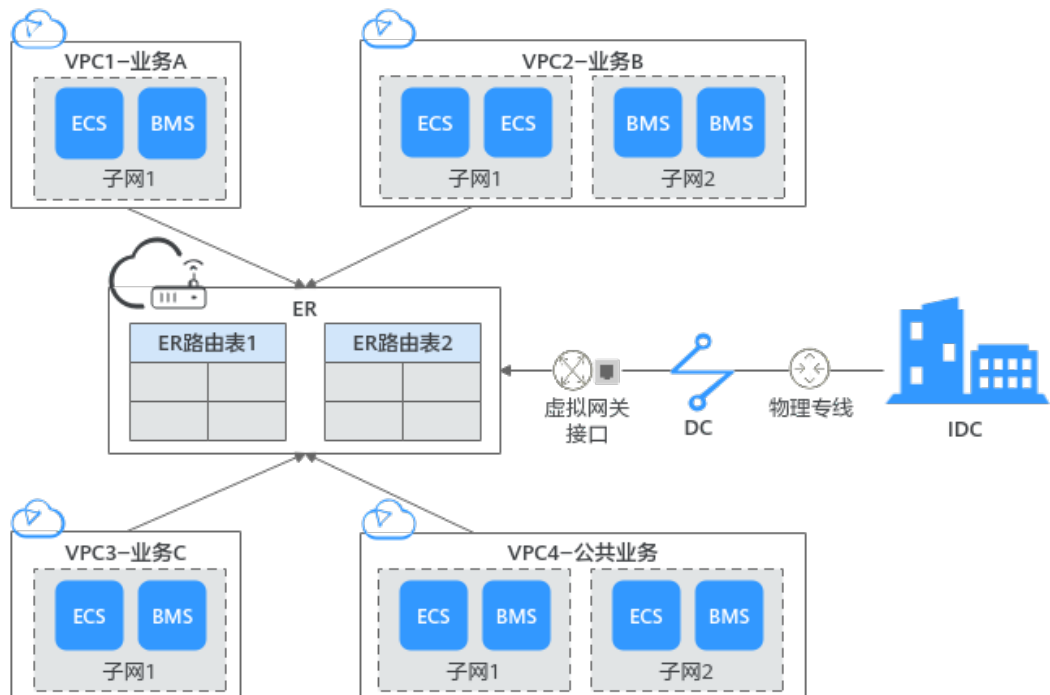 VPC1-业务A
ECS
BMS
子网1
VPC2-业务B
ECS
ECS
子网1
BMS
BMS
子网2
ER
ER路由表1
ER路由表2
虚拟网关
接口
DC
物理专线
IDC
VPC3-业务C
ECS
BMS
子网1
VPC4-公共业务
ECS
BMS
子网1
ECS
BMS
子网2